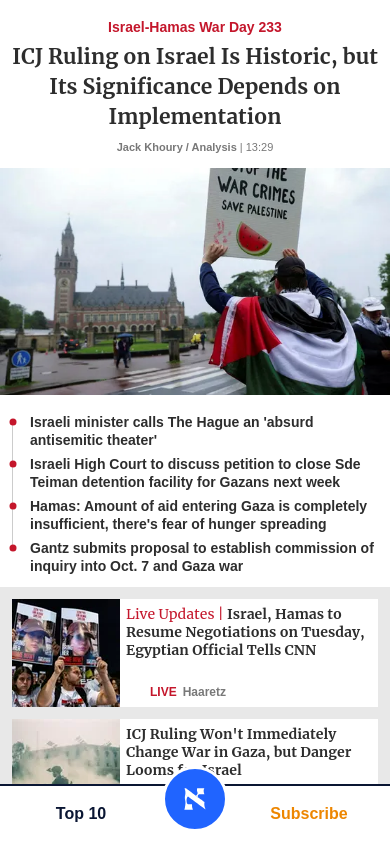 Israel-Hamas War Day 233
ICJ Ruling on Israel Is Historic, but
Its Significance Depends on
Implementation
Jack Khoury / Analysis | 13:29
STOP THE
WAR CRIMES
SAVE PALESTINE
Israeli minister calls The Hague an 'absurd
antisemitic theater'
Israeli High Court to discuss petition to close Sde
Teiman detention facility for Gazans next week
Hamas: Amount of aid entering Gaza is completely
insufficient, there's fear of hunger spreading
Gantz submits proposal to establish commission of
inquiry into Oct. 7 and Gaza war
Live Updates | Israel, Hamas to
Resume Negotiations on Tuesday,
Egyptian Official Tells CNN
LIVE Haaretz
ICJ Ruling Won't Immediately
Change War in Gaza, but Danger
Looms for Israel
Top 10
Subscribe